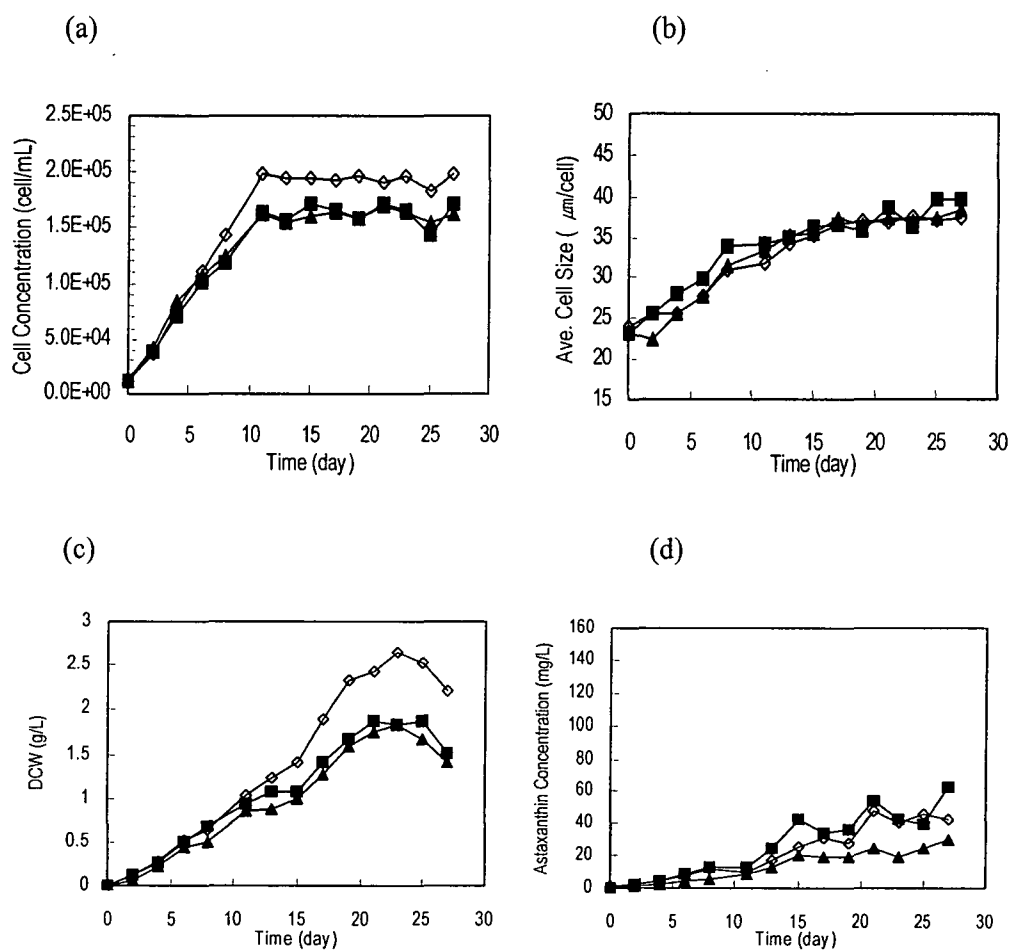 (a)
Cell Concentration (cell/mL)
2.5E+05
2.0E+05
1.5E+05
1.0E+05
5.0E+04
0.0E+00
0 5 10 15 20 25 30
Time (day)
(b)
Ave. Cell Size ( μm/cell)
50
45
40
35
30
25
20
15
0 5 10 15 20 25 30
Time (day)
(c)
DCW (g/L)
3
2.5
2
1.5
1
0.5
0
0 5 10 15 20 25 30
Time (day)
(d)
Astaxanthin Concentration (mg/L)
160
140
120
100
80
60
40
20
0
0 5 10 15 20 25 30
Time (day)